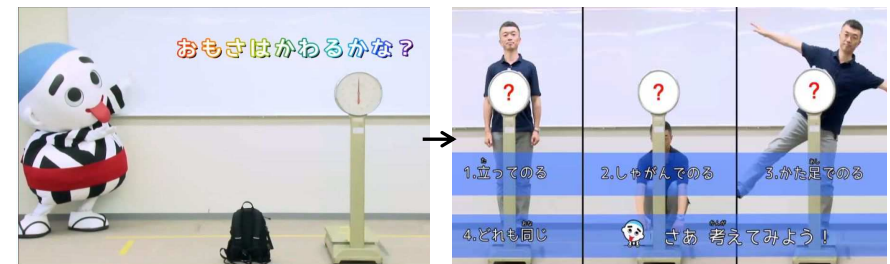 おもさはかわるかな？
?
?
?
1.立ってのる
2.しゃがんでのる
3.かた足でのる
4.どれも同じ
さあ 考えてみよう！